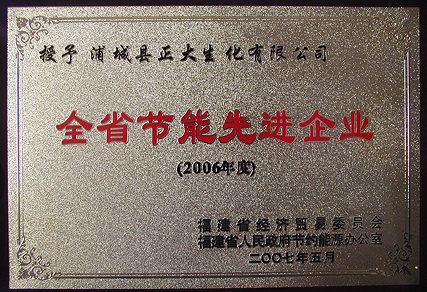 授予 浦城县正大生化有限公司
全省节能先进企业
(2006年度)
福建省经济贸易委员会
福建省人民政府节约能源办公室
二〇〇七年五月